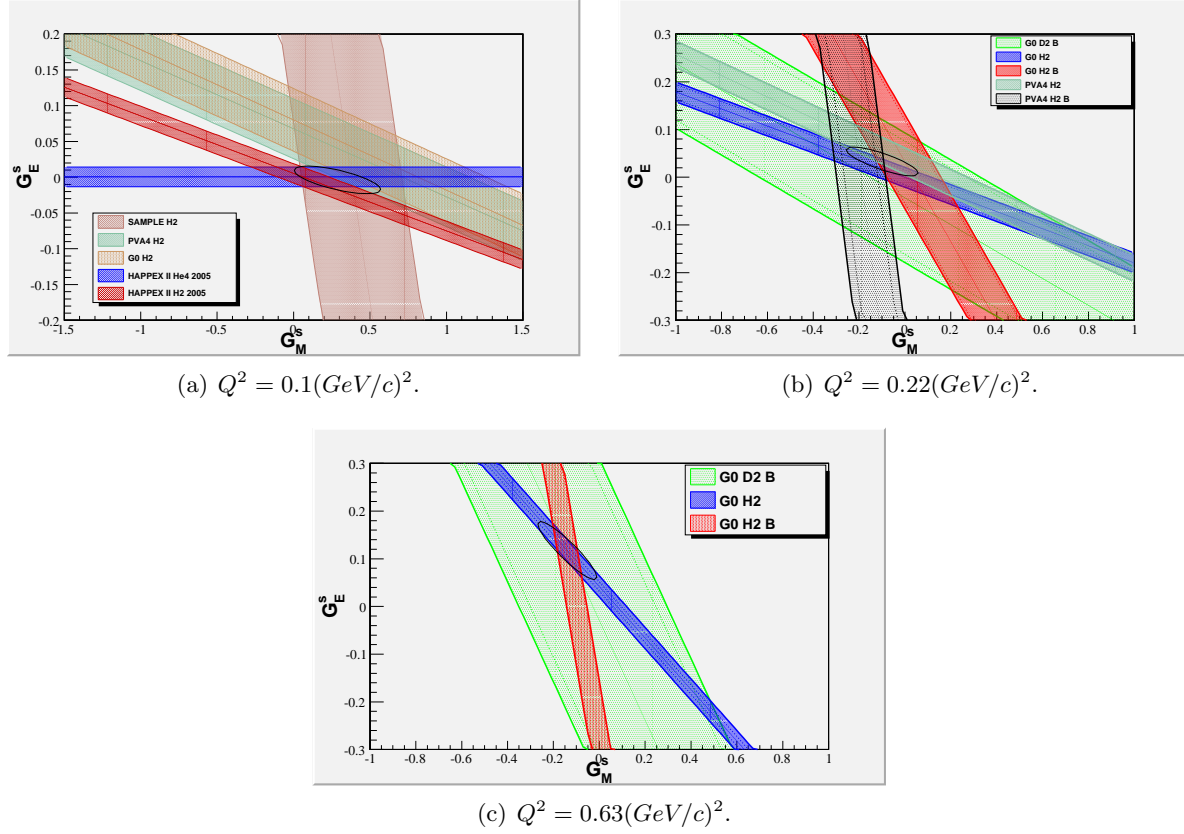 0.2
0.15
0.1
0.05
0
-0.05
-0.1
-0.15
-0.2
G_E^s
SAMPLE H2
PVA4 H2
G0 H2
HAPPEX II He4 2005
HAPPEX II H2 2005
-1.5 -1 -0.5 0 0.5 1 1.5
G_M^s
(a) Q^2 = 0.1(GeV/c)^2.
0.3
0.2
0.1
0
-0.1
-0.2
-0.3
G_E^s
G0 D2 B
G0 H2
G0 H2 B
PVA4 H2
PVA4 H2 B
-1 -0.8 -0.6 -0.4 -0.2 0 0.2 0.4 0.6 0.8 1
G_M^s
(b) Q^2 = 0.22(GeV/c)^2.
0.3
0.2
0.1
0
-0.1
-0.2
-0.3
G_E^s
G0 D2 B
G0 H2
G0 H2 B
-1 -0.8 -0.6 -0.4 -0.2 0 0.2 0.4 0.6 0.8 1
G_M^s
(c) Q^2 = 0.63(GeV/c)^2.